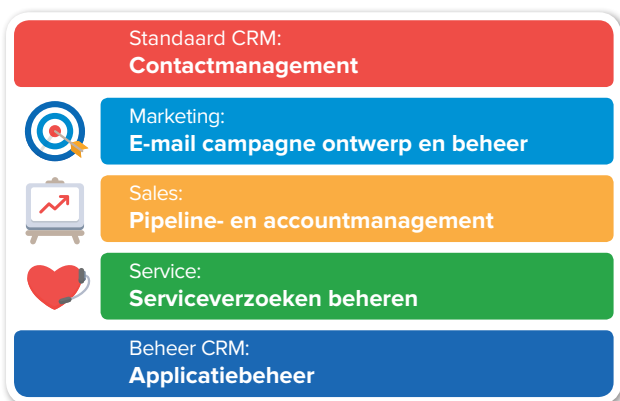 Standaard CRM:
Contactmanagement
Marketing:
E-mail campagne ontwerp en beheer
Sales:
Pipeline- en accountmanagement
Service:
Serviceverzoeken beheren
Beheer CRM:
Applicatiebeheer